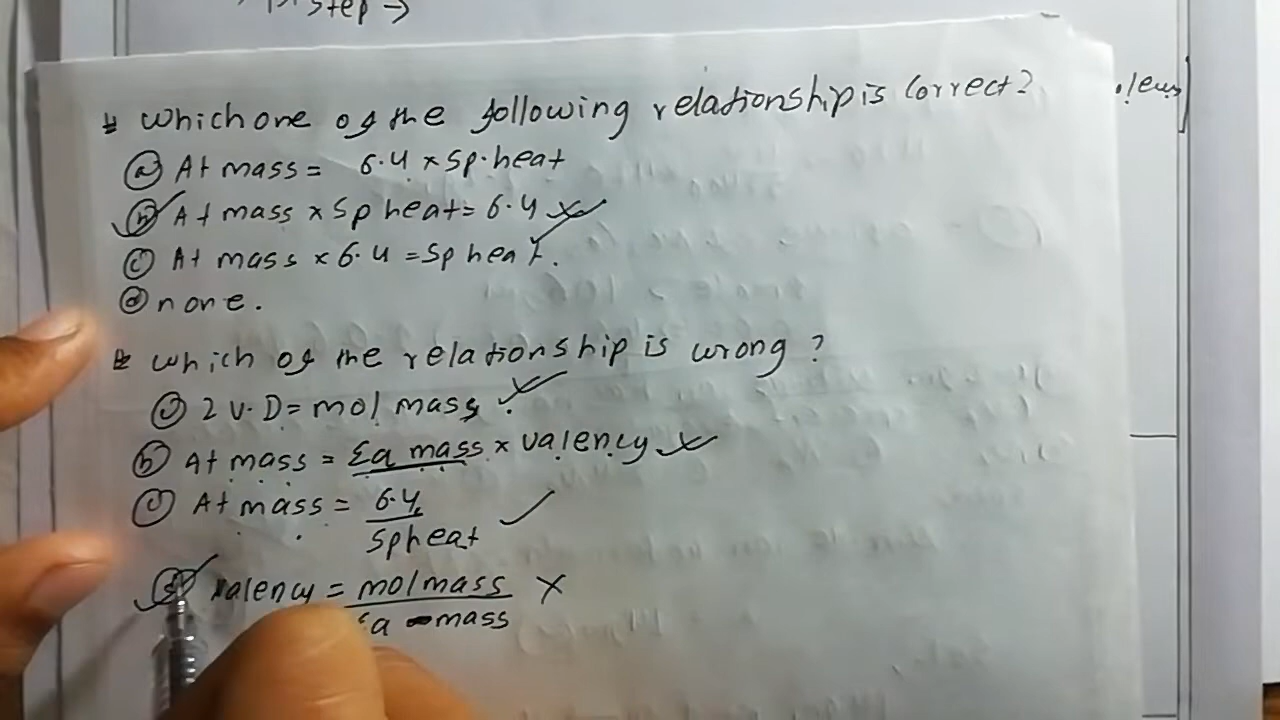 step →
which one of the following relationship is correct?
(a) At mass = 6.4 × sp. heat
(b) At mass × sp heat = 6.4
(c) At mass × 6.4 = sp heat.
(d) none.
which of the relationship is wrong?
2 V.D = mol mass
(b) At mass = Eq mass × valency
(c) At mass = 6.4
sp heat
valency = mol mass ×
mass